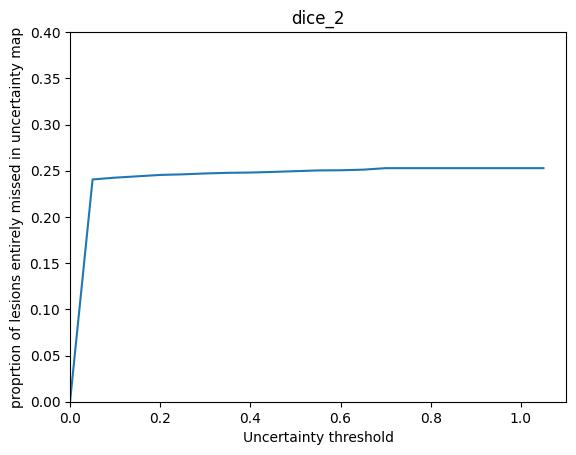 dice_2
proprtion of lesions entirely missed in uncertainty map
0.40
0.35
0.30
0.25
0.20
0.15
0.10
0.05
0.00
0.0 0.2 0.4 0.6 0.8 1.0
Uncertainty threshold